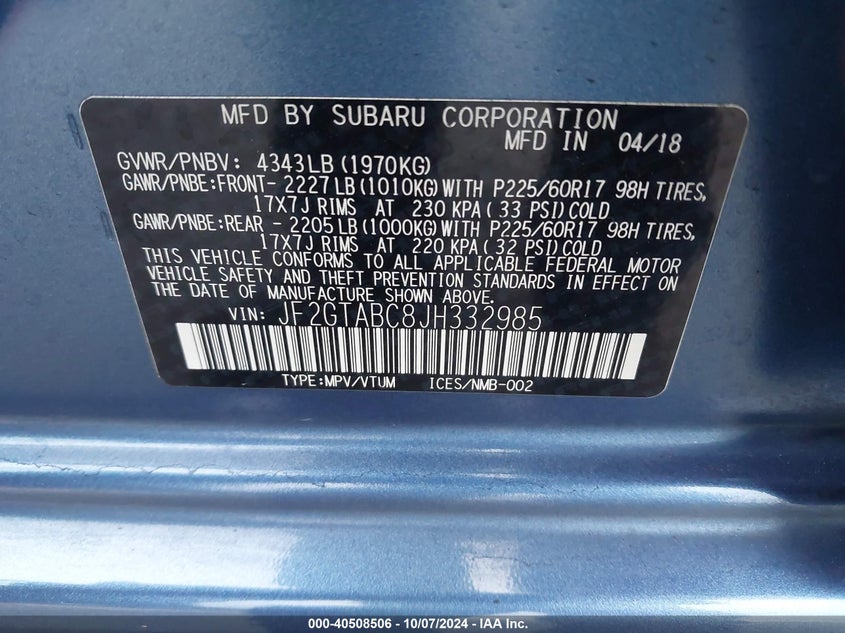 MFD BY SUBARU CORPORATION
MFD IN 04/18
GVWR/PNBV: 4343LB (1970KG)
GAWR/PNBE:FRONT- 2227 LB (1010KG) WITH P225/60R17 98H TIRES,
17X7J RIMS AT 230 KPA ( 33 PSI) COLD
GAWR/PNBE:REAR - 2205 LB (1000KG) WITH P225/60R17 98H TIRES,
17X7J RIMS AT 220 KPA ( 32 PSI) COLD
THIS VEHICLE CONFORMS TO ALL APPLICABLE FEDERAL MOTOR
VEHICLE SAFETY AND THEFT PREVENTION STANDARDS IN EFFECT ON
THE DATE OF MANUFACTURE SHOWN ABOVE.
VIN: JF2GTABC8JH332985
TYPE:MPV/VTUM ICES/NMB-002
000-40508506 - 10/07/2024 - IAA Inc.